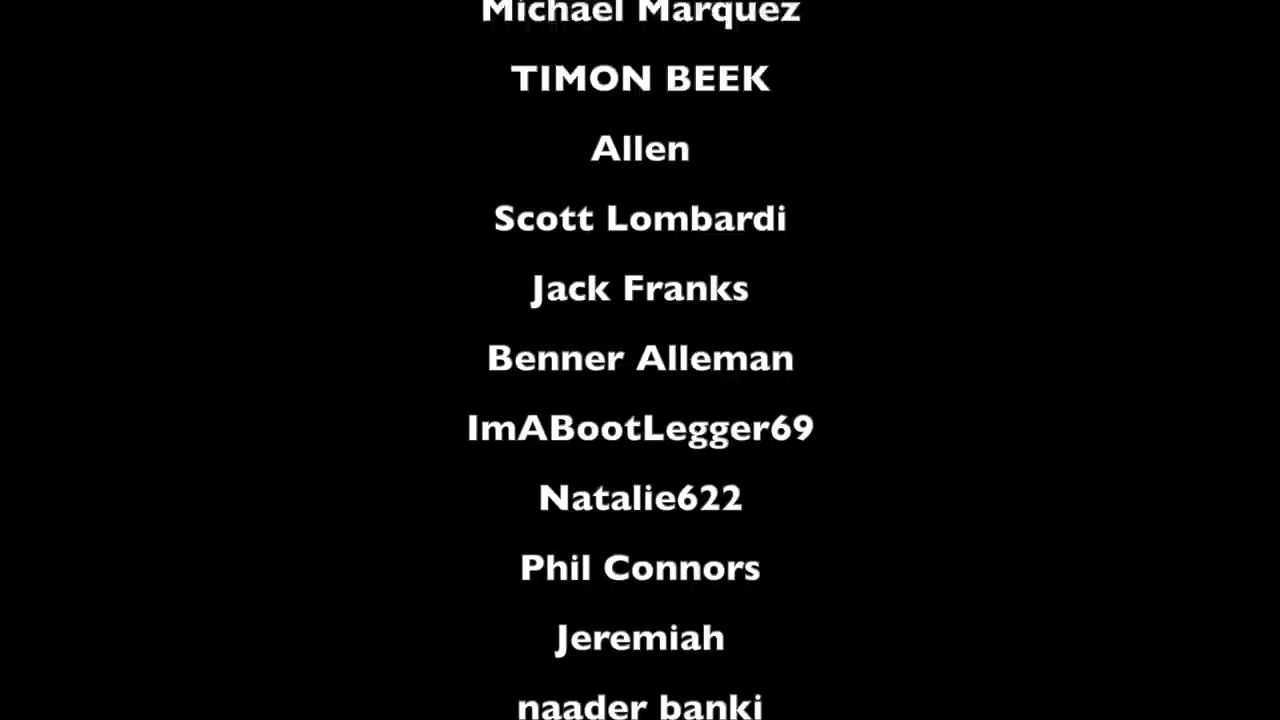 Michael Marquez
TIMON BEEK
Allen
Scott Lombardi
Jack Franks
Benner Alleman
ImABootLegger69
Natalie622
Phil Connors
Jeremiah
naader banki